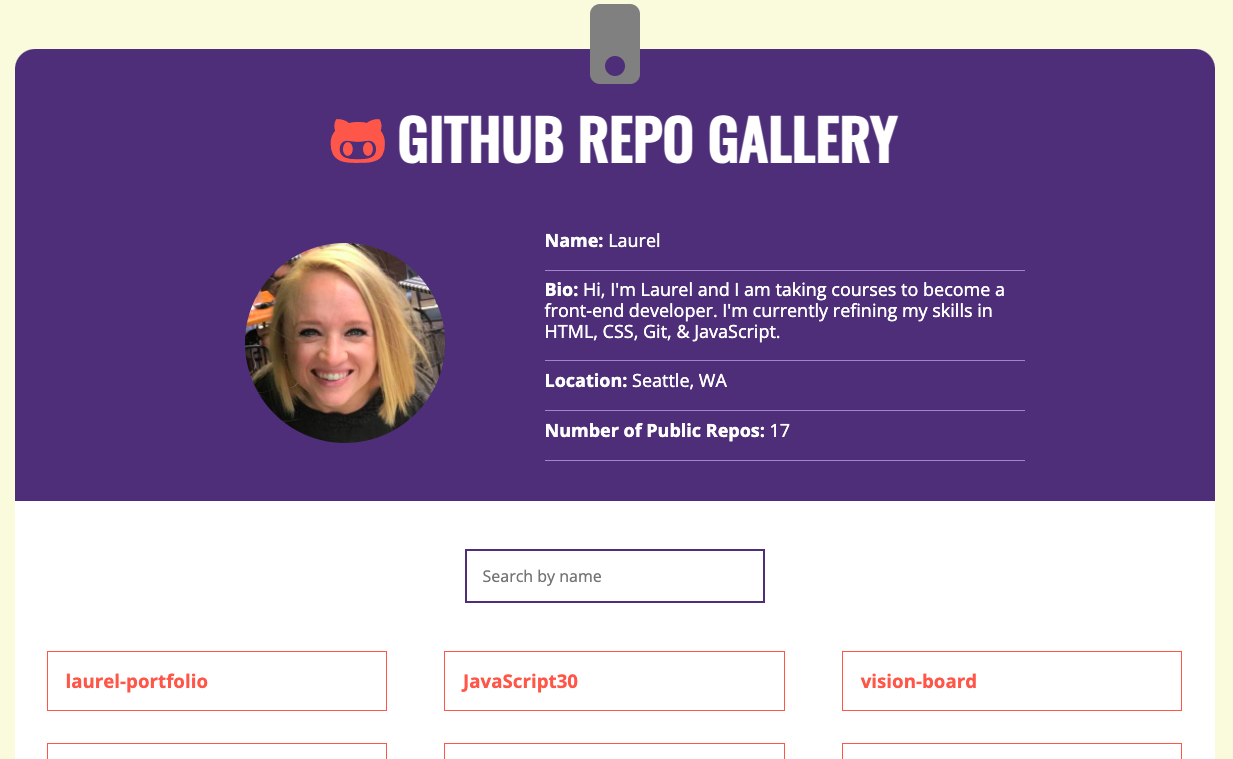 GITHUB REPO GALLERY
Name: Laurel
Bio: Hi, I'm Laurel and I am taking courses to become a
front-end developer. I'm currently refining my skills in
HTML, CSS, Git, & JavaScript.
Location: Seattle, WA
Number of Public Repos: 17
Search by name
laurel-portfolio
JavaScript30
vision-board